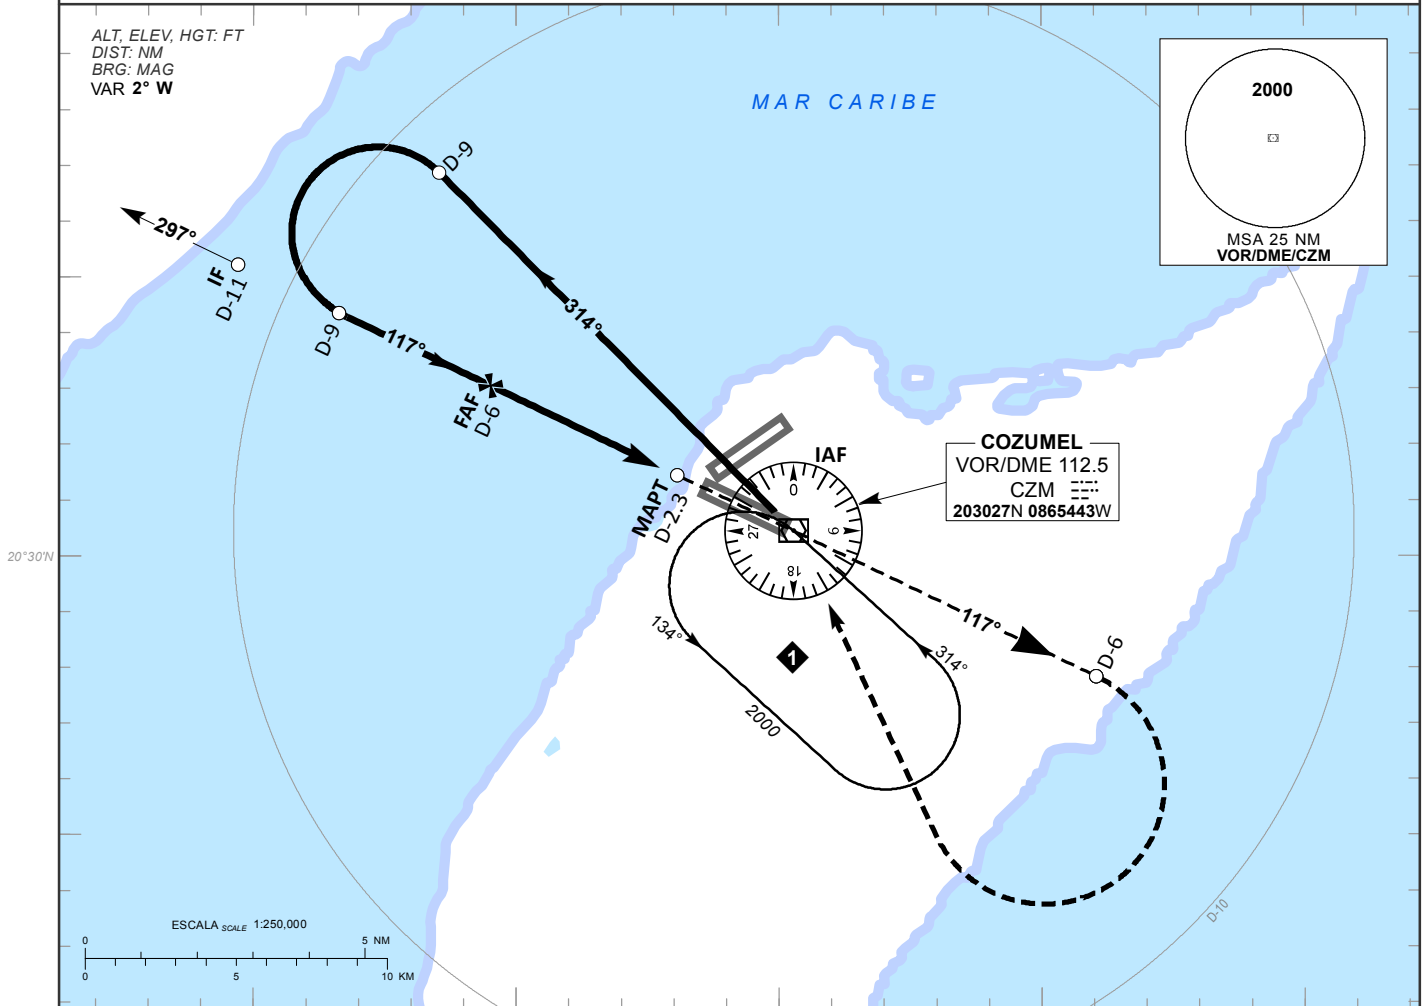 ALT, ELEV, HGT: FT
DIST: NM
BRG: MAG
VAR 2° W
MAR CARIBE
2000
MSA 25 NM
VOR/DME/CZM
D-9
297°
IF
D-11
314°
D-9
117°
FAF
D-6
IAF
COZUMEL
VOR/DME 112.5
CZM
203027N 0865443W
MAPT
D-2.3
0
9
18
27
20°30'N
134°
1
117°
314°
D-6
2000
D-10
ESCALA SCALE 1:250,000
0 5 NM
0 5 10 KM